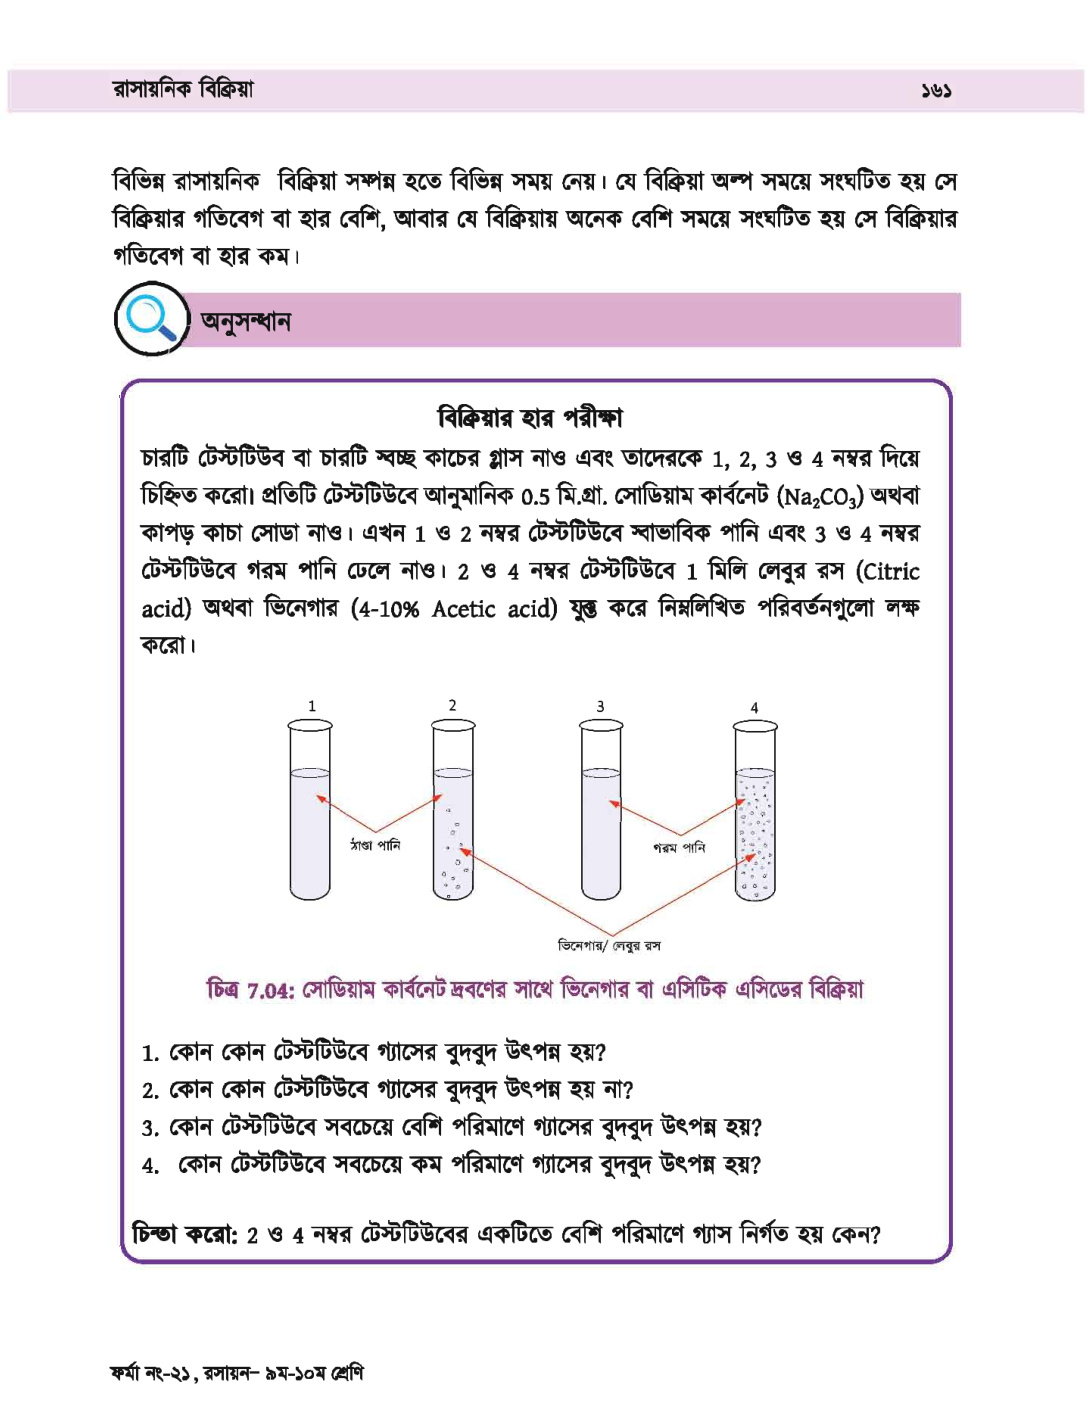 রাসায়নিক বিক্রিয়া ১৬১
বিভিন্ন রাসায়নিক বিক্রিয়া সম্পন্ন হতে বিভিন্ন সময় নেয়। যে বিক্রিয়া অল্প সময়ে সংঘটিত হয় সে
বিক্রিয়ার গতিবেগ বা হার বেশি, আবার যে বিক্রিয়ায় অনেক বেশি সময়ে সংঘটিত হয় সে বিক্রিয়ার
গতিবেগ বা হার কম।
অনুসন্ধান
বিক্রিয়ার হার পরীক্ষা
চারটি টেস্টটিউব বা চারটি স্বচ্ছ কাচের গ্লাস নাও এবং তাদেরকে 1, 2, 3 ও 4 নম্বর দিয়ে
চিহ্নিত করো। প্রতিটি টেস্টটিউবে আনুমানিক 0.5 মি.গ্রা. সোডিয়াম কার্বনেট (Na₂CO₃) অথবা
কাপড় কাচা সোডা নাও। এখন 1 ও 2 নম্বর টেস্টটিউবে স্বাভাবিক পানি এবং 3 ও 4 নম্বর
টেস্টটিউবে গরম পানি ঢেলে নাও। 2 ও 4 নম্বর টেস্টটিউবে 1 মিলি লেবুর রস (Citric
acid) অথবা ভিনেগার (4-10% Acetic acid) যুক্ত করে নিম্নলিখিত পরিবর্তনগুলো লক্ষ
করো।
1 2 3 4
ঠাণ্ডা পানি গরম পানি
ভিনেগার/ লেবুর রস
চিত্র 7.04: সোডিয়াম কার্বনেট দ্রবণের সাথে ভিনেগার বা এসিটিক এসিডের বিক্রিয়া
1. কোন কোন টেস্টটিউবে গ্যাসের বুদবুদ উৎপন্ন হয়?
2. কোন কোন টেস্টটিউবে গ্যাসের বুদবুদ উৎপন্ন হয় না?
3. কোন টেস্টটিউবে সবচেয়ে বেশি পরিমাণে গ্যাসের বুদবুদ উৎপন্ন হয়?
4. কোন টেস্টটিউবে সবচেয়ে কম পরিমাণে গ্যাসের বুদবুদ উৎপন্ন হয়?
চিন্তা করো: 2 ও 4 নম্বর টেস্টটিউবের একটিতে বেশি পরিমাণে গ্যাস নির্গত হয় কেন?
ফর্মা নং-২১, রসায়ন– ৯ম-১০ম শ্রেণি